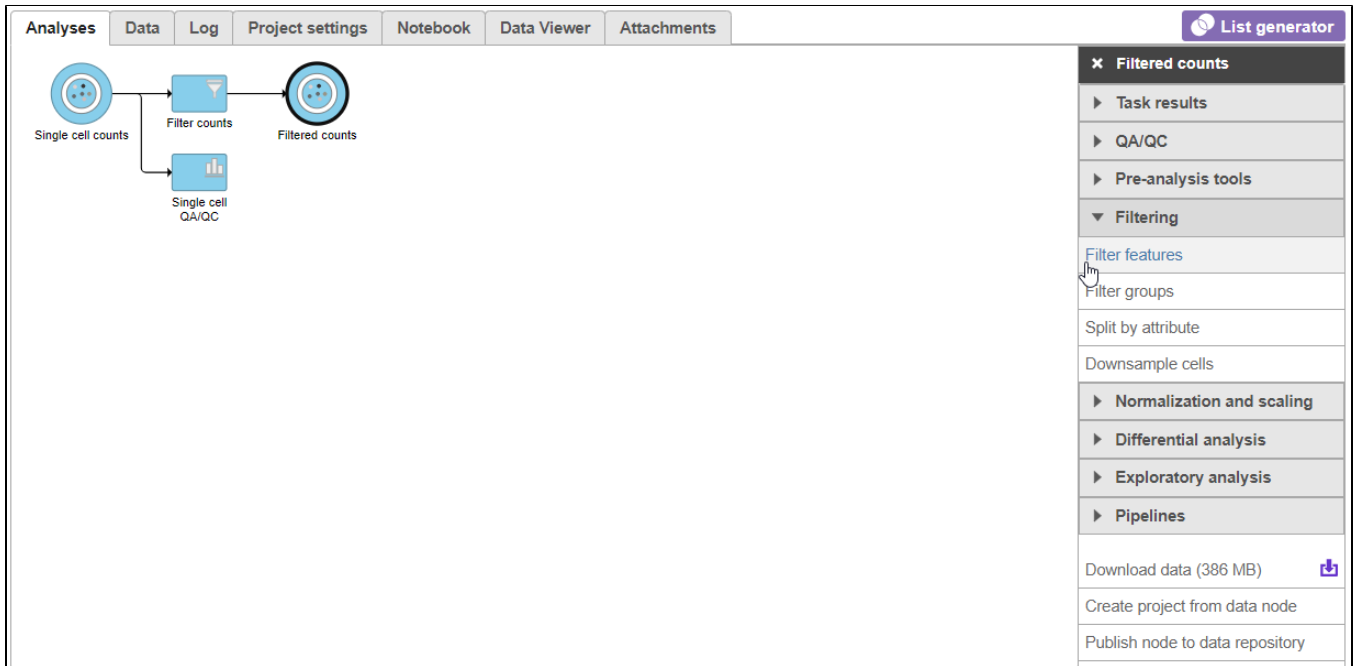 Analyses
Data
Log
Project settings
Notebook
Data Viewer
Attachments
List generator
Single cell counts
Filter counts
Filtered counts
Single cell
QA/QC
× Filtered counts
Task results
QA/QC
Pre-analysis tools
Filtering
Filter features
Filter groups
Split by attribute
Downsample cells
Normalization and scaling
Differential analysis
Exploratory analysis
Pipelines
Download data (386 MB)
Create project from data node
Publish node to data repository